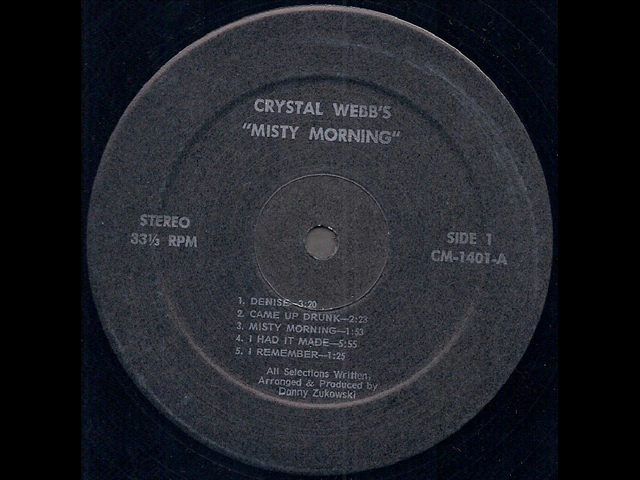 CRYSTAL WEBB'S
"MISTY MORNING"
STEREO
33⅓ RPM
SIDE 1
CM-1401-A
1. DENISE—3:20
2. CAME UP DRUNK—2:23
3. MISTY MORNING—1:53
4. I HAD IT MADE—5:55
5. I REMEMBER—1:25
All Selections Written,
Arranged & Produced by
Danny Zukowski